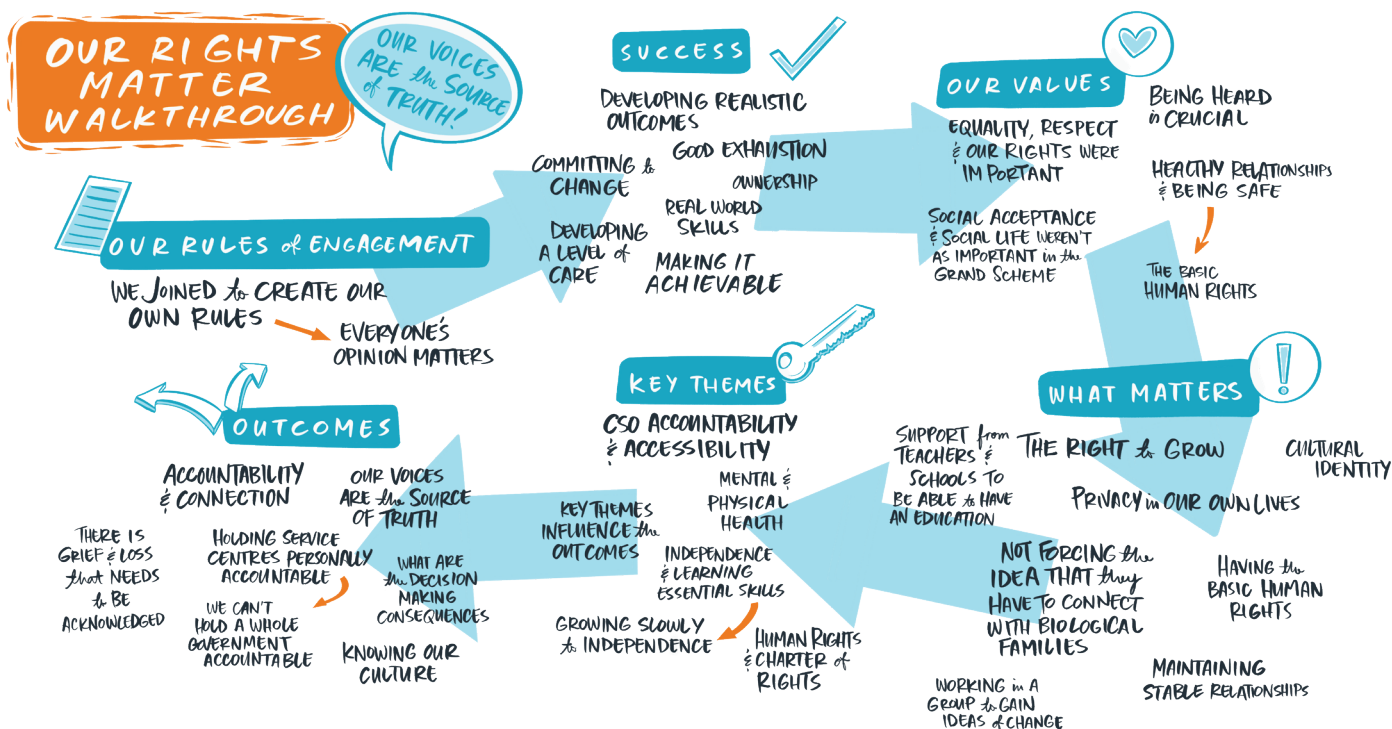 OUR RIGHTS
MATTER
WALKTHROUGH
OUR VOICES
ARE the SOURCE
of TRUTH!
OUR RULES of ENGAGEMENT
WE JOINED to CREATE OUR
OWN RULES
EVERYONE'S
OPINION MATTERS
SUCCESS
DEVELOPING REALISTIC
OUTCOMES
GOOD EXHAUSTION
COMMITTING to
CHANGE
OWNERSHIP
REAL WORLD
SKILLS
DEVELOPING
A LEVEL of
CARE
MAKING IT
ACHIEVABLE
OUR VALUES
EQUALITY, RESPECT
& OUR RIGHTS WERE
IMPORTANT
BEING HEARD
is CRUCIAL
HEALTHY RELATIONSHIPS
& BEING SAFE
THE BASIC
HUMAN RIGHTS
SOCIAL ACCEPTANCE
& SOCIAL LIFE WEREN'T
AS IMPORTANT in the
GRAND SCHEME
WHAT MATTERS
THE RIGHT to GROW
CULTURAL
IDENTITY
PRIVACY in OUR OWN LIVES
SUPPORT from
TEACHERS &
SCHOOLS TO
BE ABLE to HAVE
AN EDUCATION
NOT FORCING the
IDEA THAT they
HAVE TO CONNECT
WITH BIOLOGICAL
FAMILIES
HAVING the
BASIC HUMAN
RIGHTS
MAINTAINING
STABLE RELATIONSHIPS
WORKING in A
GROUP to GAIN
IDEAS of CHANGE
KEY THEMES
CSO ACCOUNTABILITY
& ACCESSIBILITY
MENTAL &
PHYSICAL
HEALTH
KEY THEMES
INFLUENCE the
OUTCOMES
INDEPENDENCE
& LEARNING
ESSENTIAL SKILLS
GROWING SLOWLY
to INDEPENDENCE
HUMAN RIGHTS
& CHARTER of
RIGHTS
OUTCOMES
ACCOUNTABILITY
& CONNECTION
OUR VOICES
ARE the SOURCE
OF TRUTH
THERE IS
GRIEF & LOSS
that NEEDS
to BE
ACKNOWLEDGED
HOLDING SERVICE
CENTRES PERSONALLY
ACCOUNTABLE
WE CAN'T
HOLD A WHOLE
GOVERNMENT
ACCOUNTABLE
WHAT ARE
the DECISION
MAKING
CONSEQUENCES
KNOWING OUR
CULTURE